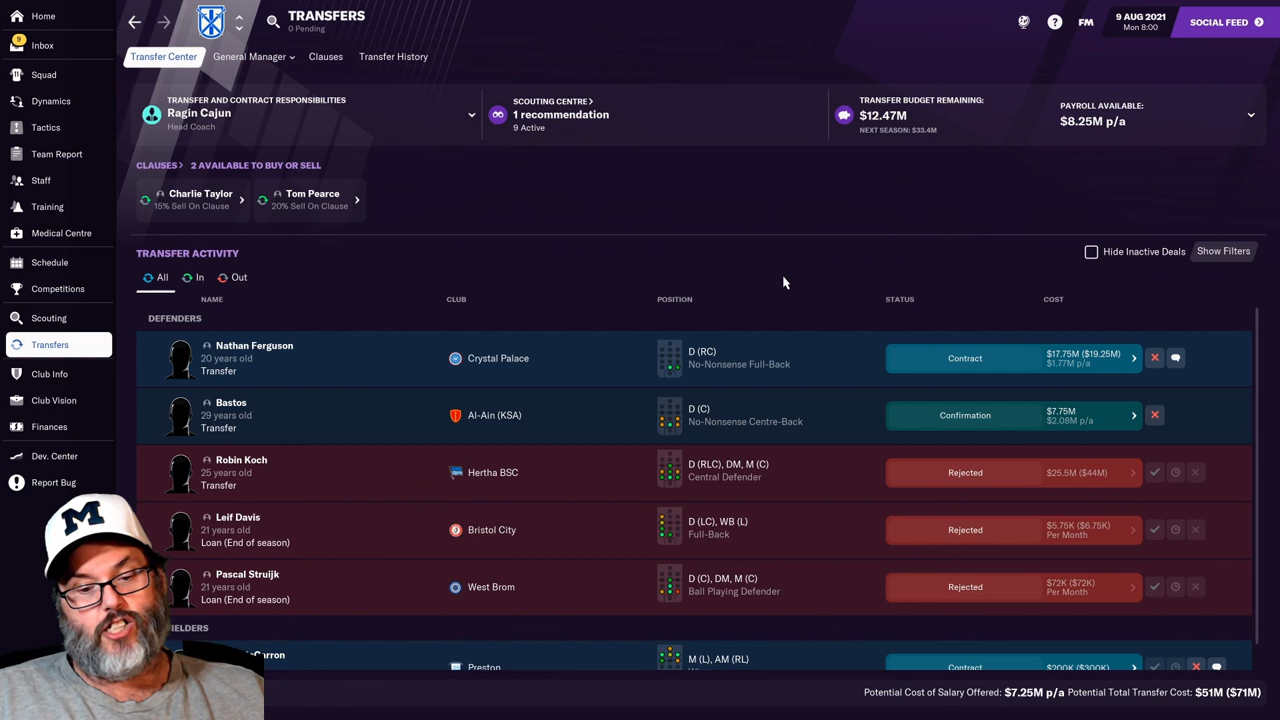 Home
TRANSFERS
0 Pending
FM
9 AUG 2021
Mon 8:00
SOCIAL FEED
9
Inbox
Transfer Center
General Manager
Clauses
Transfer History
Squad
Dynamics
Tactics
Team Report
Staff
Training
Medical Centre
Schedule
Competitions
Scouting
Transfers
Club Info
Club Vision
Finances
Dev. Center
Report Bug
TRANSFER AND CONTRACT RESPONSIBILITIES
Ragin Cajun
Head Coach
SCOUTING CENTRE>
1 recommendation
9 Active
TRANSFER BUDGET REMAINING:
$12.47M
NEXT SEASON: $33.4M
PAYROLL AVAILABLE:
$8.25M p/a
CLAUSES> 2 AVAILABLE TO BUY OR SELL
Charlie Taylor
15% Sell On Clause
Tom Pearce
20% Sell On Clause
TRANSFER ACTIVITY
Hide Inactive Deals
Show Filters
All
In
Out
NAME CLUB POSITION STATUS COST
DEFENDERS
Nathan Ferguson
20 years old
Transfer
Crystal Palace
D (RC)
No-Nonsense Full-Back
Contract
$17.75M ($19.25M)
$1.77M p/a
Bastos
29 years old
Transfer
Al-Ain (KSA)
D (C)
No-Nonsense Centre-Back
Confirmation
$7.75M
$2.08M p/a
Robin Koch
25 years old
Transfer
Hertha BSC
D (RLC), DM, M (C)
Central Defender
Rejected
$25.5M ($44M)
Leif Davis
21 years old
Loan (End of season)
Bristol City
D (LC), WB (L)
Full-Back
Rejected
$5.75K ($6.75K)
Per Month
Pascal Struijk
21 years old
Loan (End of season)
West Brom
D (C), DM, M (C)
Ball Playing Defender
Rejected
$72K ($72K)
Per Month
IELDERS
Carron
Preston
M (L), AM (RL)
Contract
$200K ($300K)
Potential Cost of Salary Offered: $7.25M p/a Potential Total Transfer Cost: $51M ($71M)
M